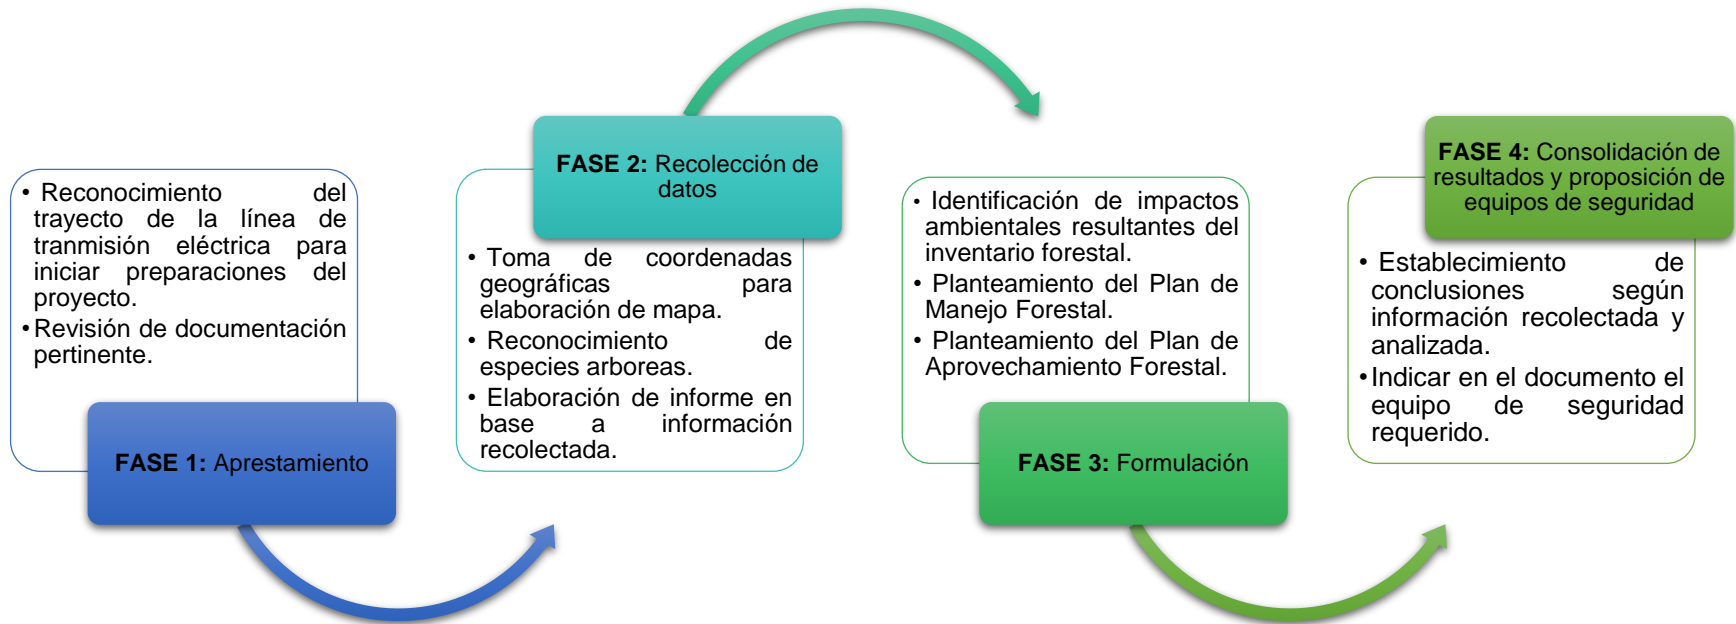 • Reconocimiento del
trayecto de la línea de
tranmisión eléctrica para
iniciar preparaciones del
proyecto.
• Revisión de documentación
pertinente.
FASE 1: Aprestamiento
FASE 2: Recolección de
datos
• Toma de coordenadas
geográficas para
elaboración de mapa.
• Reconocimiento de
especies arboreas.
• Elaboración de informe en
base a información
recolectada.
• Identificación de impactos
ambientales resultantes del
inventario forestal.
• Planteamiento del Plan de
Manejo Forestal.
• Planteamiento del Plan de
Aprovechamiento Forestal.
FASE 3: Formulación
FASE 4: Consolidación de
resultados y proposición de
equipos de seguridad
• Establecimiento de
conclusiones según
información recolectada y
analizada.
• Indicar en el documento el
equipo de seguridad
requerido.